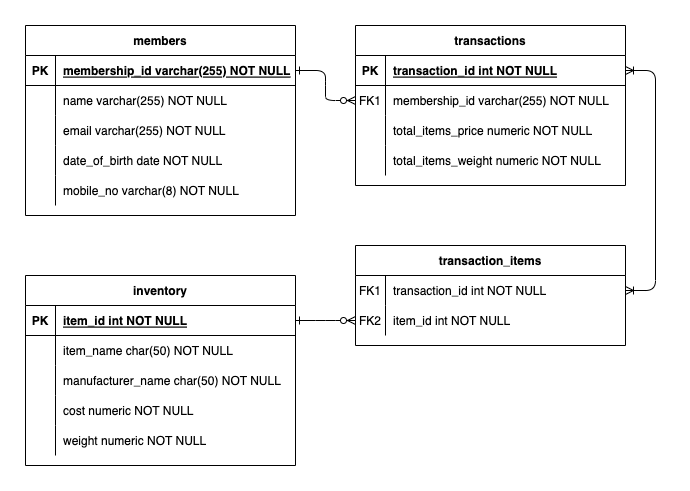 members
PK membership_id varchar(255) NOT NULL
name varchar(255) NOT NULL
email varchar(255) NOT NULL
date_of_birth date NOT NULL
mobile_no varchar(8) NOT NULL
transactions
PK transaction_id int NOT NULL
FK1 membership_id varchar(255) NOT NULL
total_items_price numeric NOT NULL
total_items_weight numeric NOT NULL
inventory
PK item_id int NOT NULL
item_name char(50) NOT NULL
manufacturer_name char(50) NOT NULL
cost numeric NOT NULL
weight numeric NOT NULL
transaction_items
FK1 transaction_id int NOT NULL
FK2 item_id int NOT NULL